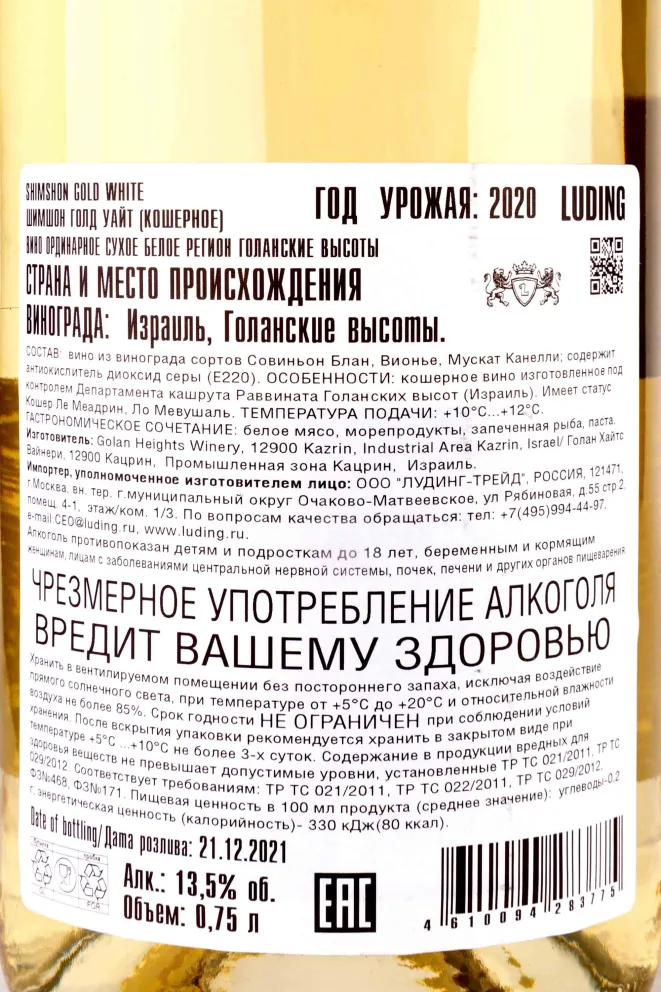 SHIMSHON GOLD WHITE
ШИМШОН ГОЛД УАЙТ (КОШЕРНОЕ)
ГОД УРОЖАЯ: 2020 LUDING
ВИНО ОРДИНАРНОЕ СУХОЕ БЕЛОЕ РЕГИОН ГОЛАНСКИЕ ВЫСОТЫ
СТРАНА И МЕСТО ПРОИСХОЖДЕНИЯ
ВИНОГРАДА: Израиль, Голанские высоты.
L
СОСТАВ: вино из винограда сортов Совиньон Блан, Вионье, Мускат Канелли; содержит
антиокислитель диоксид серы (Е220). ОСОБЕННОСТИ: кошерное вино изготовленное под
контролем Департамента кашрута Раввината Голанских высот (Израиль). Имеет статус
Кошер Ле Меадрин, Ло Мевушаль. ТЕМПЕРАТУРА ПОДАЧИ: +10°С...+12°С.
ГАСТРОНОМИЧЕСКОЕ СОЧЕТАНИЕ: белое мясо, морепродукты, запеченная рыба, паста.
Изготовитель: Golan Heights Winery, 12900 Kazrin, Industrial Area Kazrin, Israel/ Голан Хайтс
Вайнери, 12900 Кацрин, Промышленная зона Кацрин, Израиль.
Импортер, уполномоченное изготовителем лицо: ООО "ЛУДИНГ-ТРЕЙД", РОССИЯ, 121471,
г.Москва, вн. тер. г.муниципальный округ Очаково-Матвеевское, ул Рябиновая, д.55 стр.2,
помещ. 4-1, этаж/ком. 1/3. По вопросам качества обращаться: тел: +7(495)994-44-97,
e-mail:CEO@luding.ru, www.luding.ru.
Алкоголь противопоказан детям и подросткам до 18 лет, беременным и кормящим
женщинам, лицам с заболеваниями центральной нервной системы, почек, печени и других органов пищеварения
ЧРЕЗМЕРНОЕ УПОТРЕБЛЕНИЕ АЛКОГОЛЯ
ВРЕДИТ ВАШЕМУ ЗДОРОВЬЮ
Хранить в вентилируемом помещении без постороннего запаха, исключая воздействие
прямого солнечного света, при температуре от +5°С до +20°С и относительной влажности
воздуха не более 85%. Срок годности НЕ ОГРАНИЧЕН при соблюдении условий
хранения. После вскрытия упаковки рекомендуется хранить в закрытом виде при
температуре +5°С ...+10°С не более 3-х суток. Содержание в продукции вредных для
здоровья веществ не превышает допустимые уровни, установленные ТР ТС 021/2011, ТР ТС
029/2012. Соответствует требованиям: ТР ТС 021/2011, ТР ТС 022/2011, ТР ТС 029/2012,
ФЗ№468, ФЗ№171. Пищевая ценность в 100 мл продукта (среднее значение): углеводы-0,2
г, энергетическая ценность (калорийность)- 330 кДж(80 ккал).
Date of bottling/Дата розлива: 21.12.2021
Алк.: 13,5% об.
Объем: 0,75 л
EAC
4 610094 283775